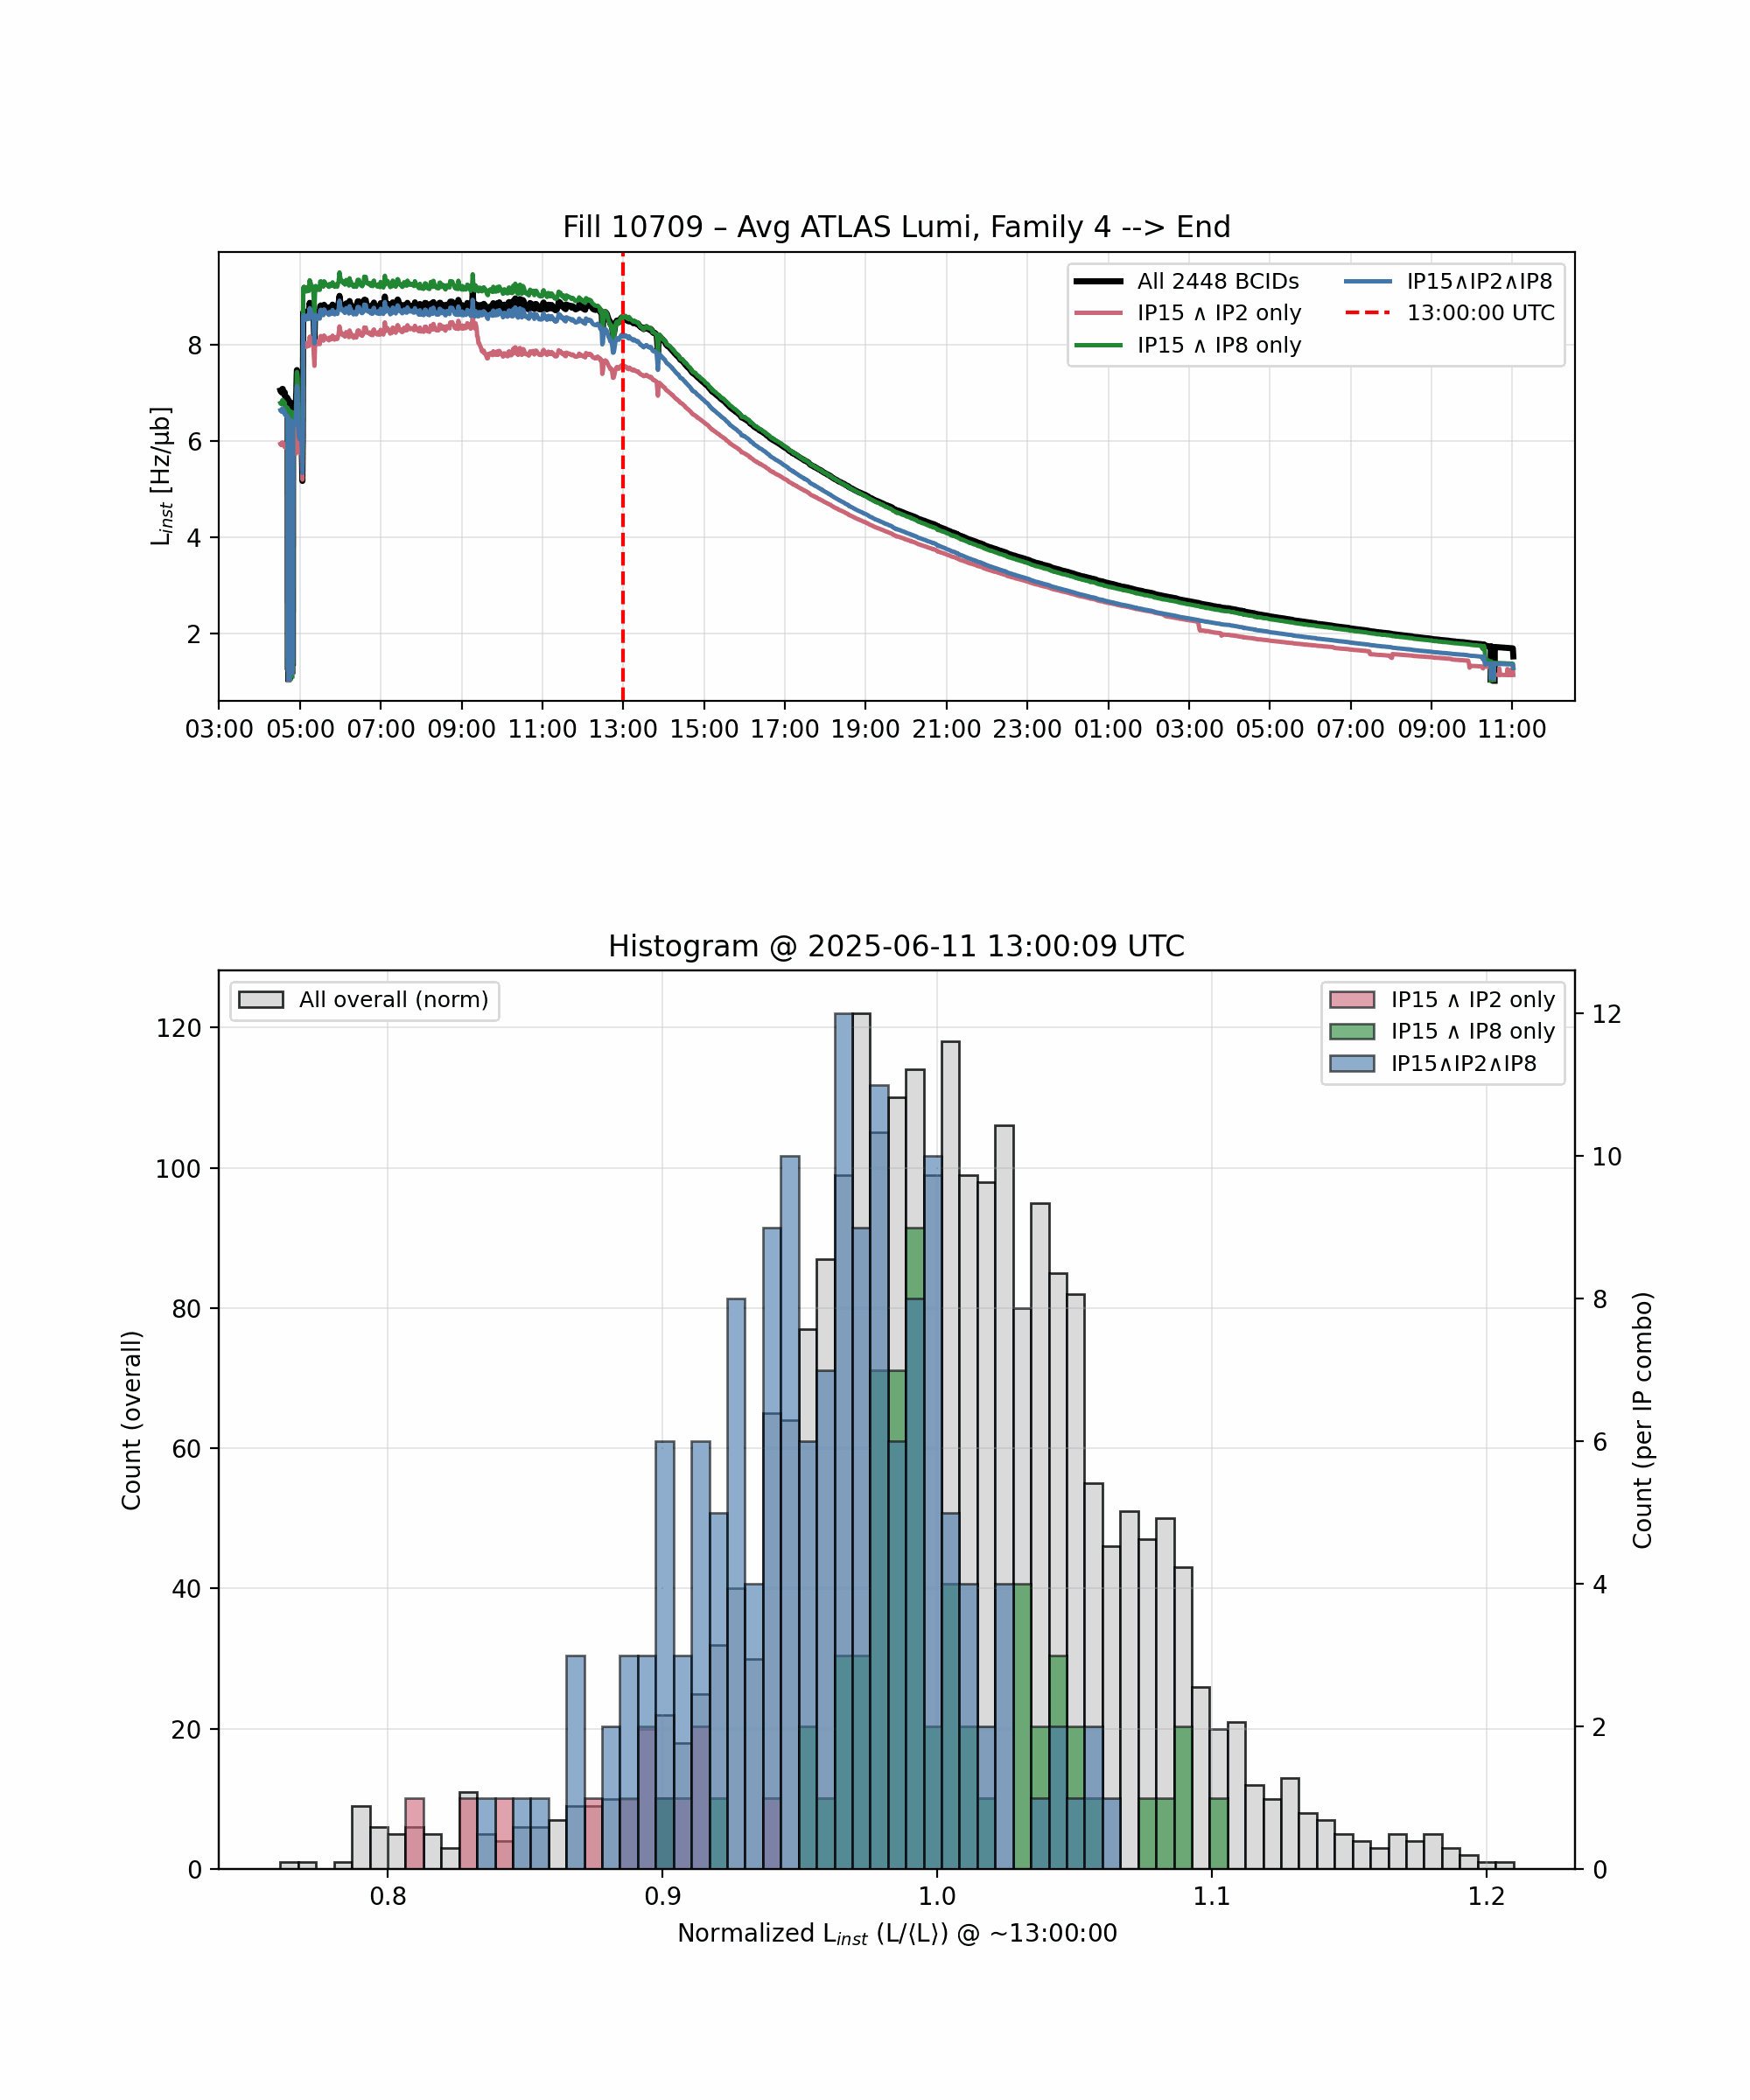 Fill 10709 – Avg ATLAS Lumi, Family 4 --> End
All 2448 BCIDs
IP15 ∧ IP2 only
IP15 ∧ IP8 only
IP15∧IP2∧IP8
13:00:00 UTC
L_inst [Hz/μb]
8
6
4
2
03:00 05:00 07:00 09:00 11:00 13:00 15:00 17:00 19:00 21:00 23:00 01:00 03:00 05:00 07:00 09:00 11:00
Histogram @ 2025-06-11 13:00:09 UTC
All overall (norm)
IP15 ∧ IP2 only
IP15 ∧ IP8 only
IP15∧IP2∧IP8
Count (overall)
120
100
80
60
40
20
0
12
10
8
6
4
2
0
Count (per IP combo)
0.8 0.9 1.0 1.1 1.2
Normalized L_inst (L/⟨L⟩) @ ~13:00:00